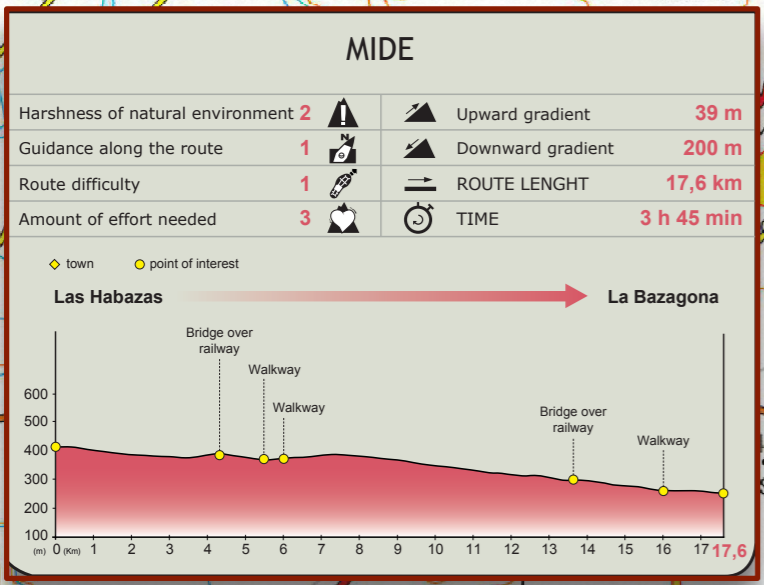 MIDE
Harshness of natural environment 2
Upward gradient 39 m
Guidance along the route 1
N
Downward gradient 200 m
Route difficulty 1
ROUTE LENGHT 17,6 km
Amount of effort needed 3
TIME 3 h 45 min
town
point of interest
Las Habazas
La Bazagona
Bridge over
railway
Walkway
Walkway
Bridge over
railway
Walkway
600
500
400
300
200
100
(m) 0 (Km) 1 2 3 4 5 6 7 8 9 10 11 12 13 14 15 16 17 17,6